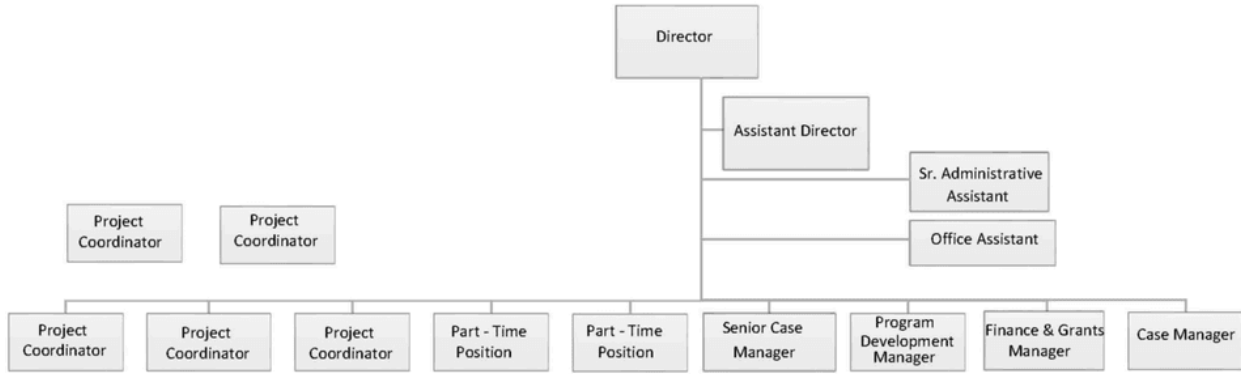 Director
Assistant Director
Sr. Administrative
Assistant
Project
Coordinator
Project
Coordinator
Office Assistant
Project
Coordinator
Project
Coordinator
Project
Coordinator
Part - Time
Position
Part - Time
Position
Senior Case
Manager
Program
Development
Manager
Finance & Grants
Manager
Case Manager